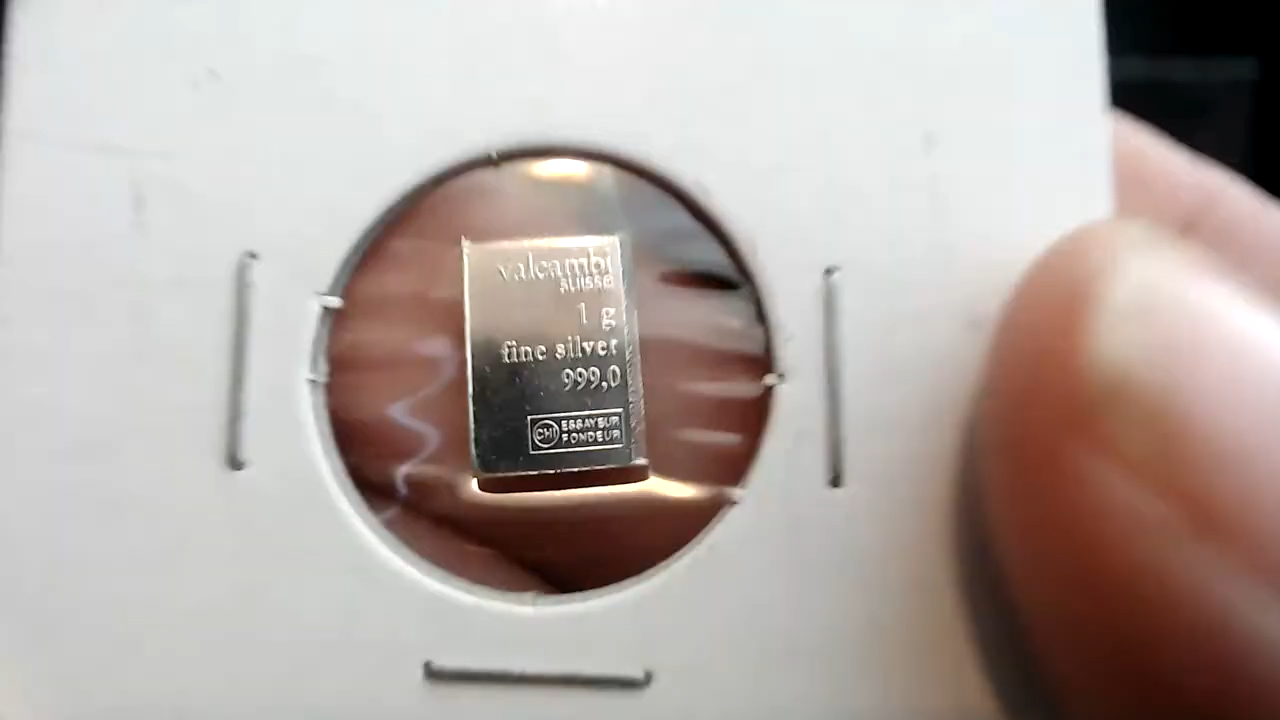 valcambi
SUISSE
1 g
fine silver
999,0
CHI ESSAYEUR
FONDEUR